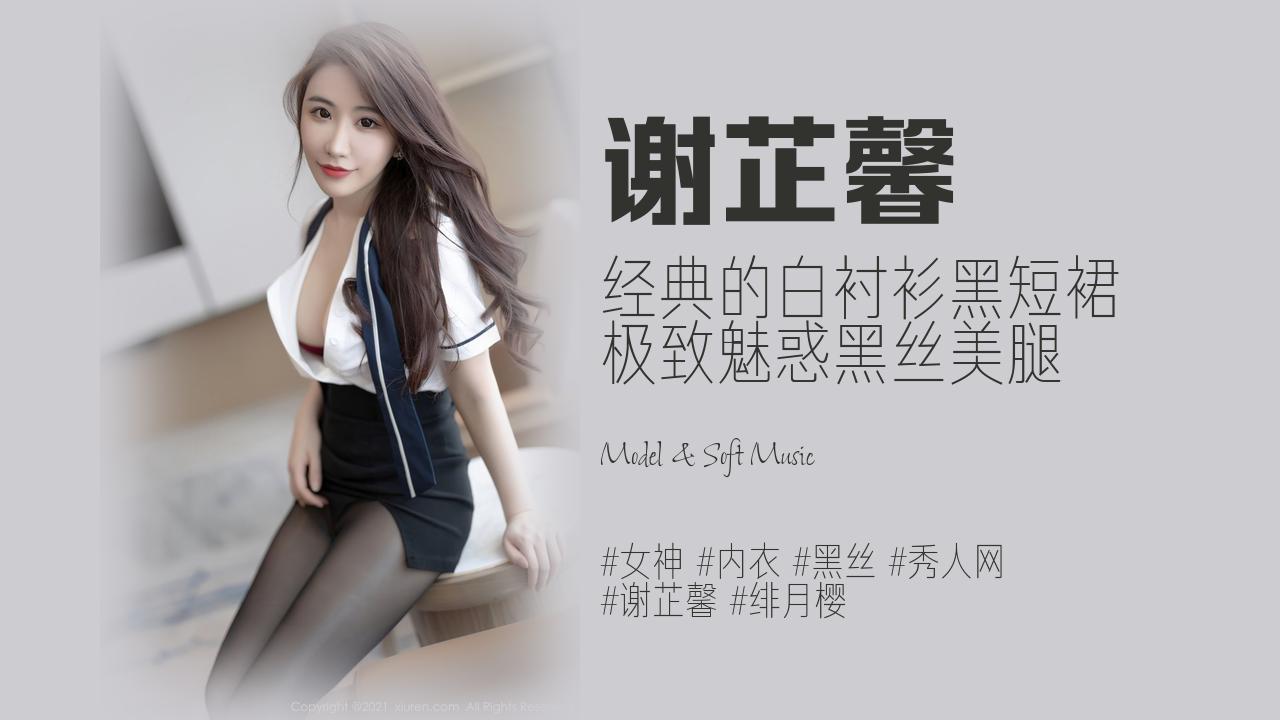 谢芷馨
经典的白衬衫黑短裙
极致魅惑黑丝美腿
Model & Soft Music
#女神 #内衣 #黑丝 #秀人网
#谢芷馨 #绯月樱
Copyright ©2021 xiuren.com All Rights